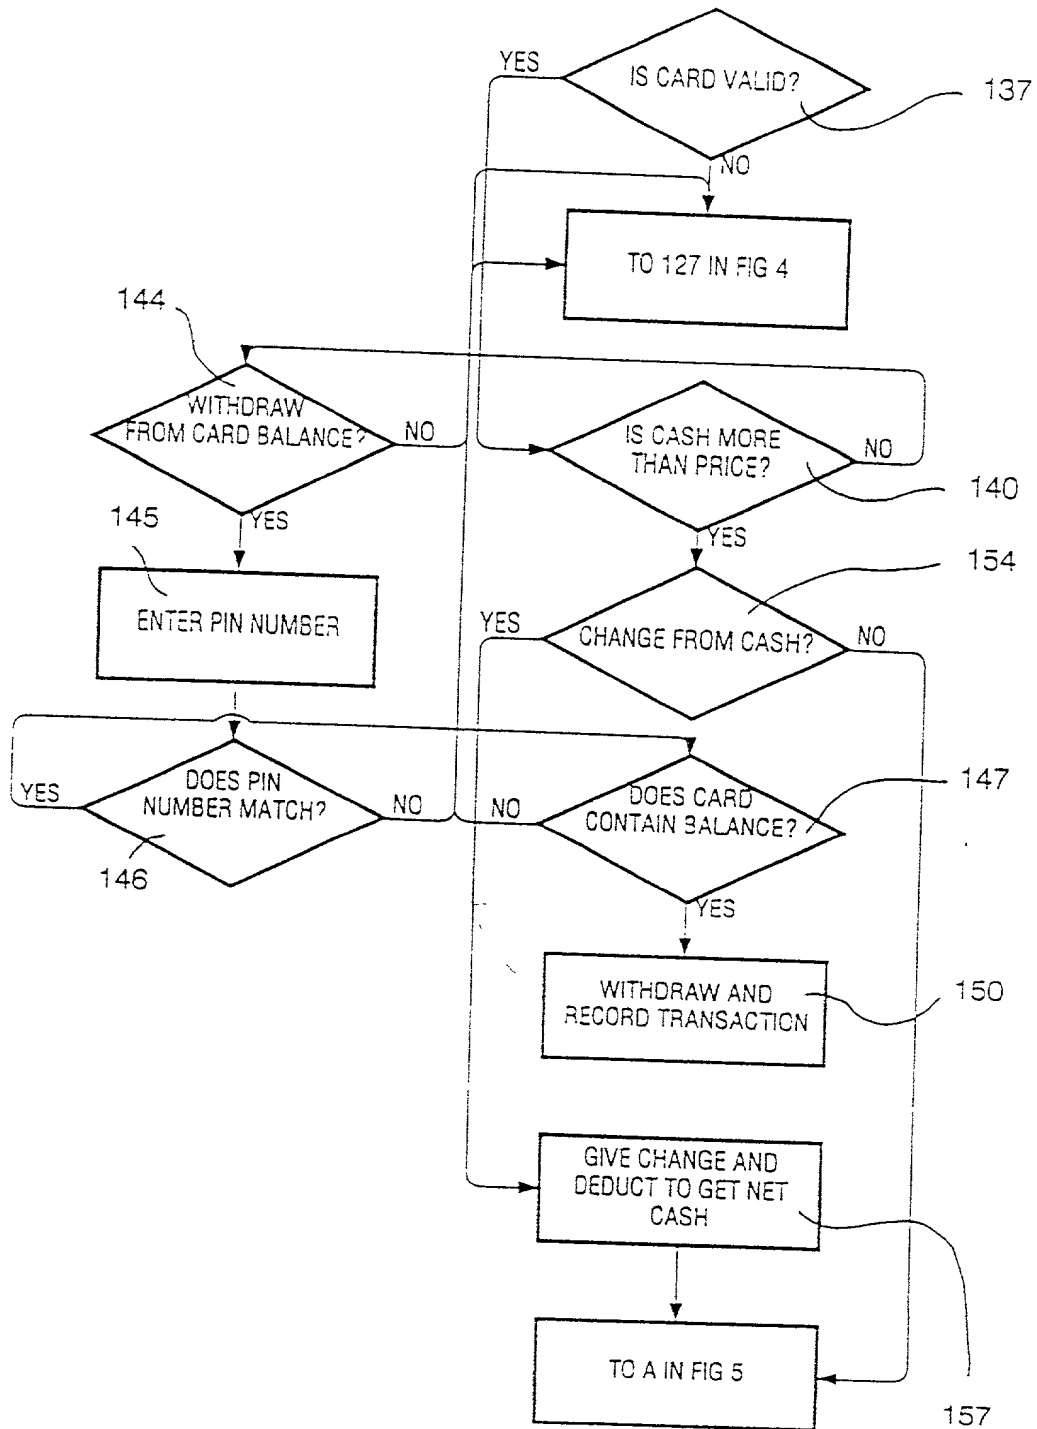 YES
IS CARD VALID?
137
NO
TO 127 IN FIG 4
144
WITHDRAW
FROM CARD BALANCE?
NO
IS CASH MORE
THAN PRICE?
NO
140
YES
145
YES
154
ENTER PIN NUMBER
YES
CHANGE FROM CASH?
NO
YES
DOES PIN
NUMBER MATCH?
NO
146
NO
DOES CARD
CONTAIN BALANCE?
147
YES
WITHDRAW AND
RECORD TRANSACTION
150
GIVE CHANGE AND
DEDUCT TO GET NET
CASH
TO A IN FIG 5
157